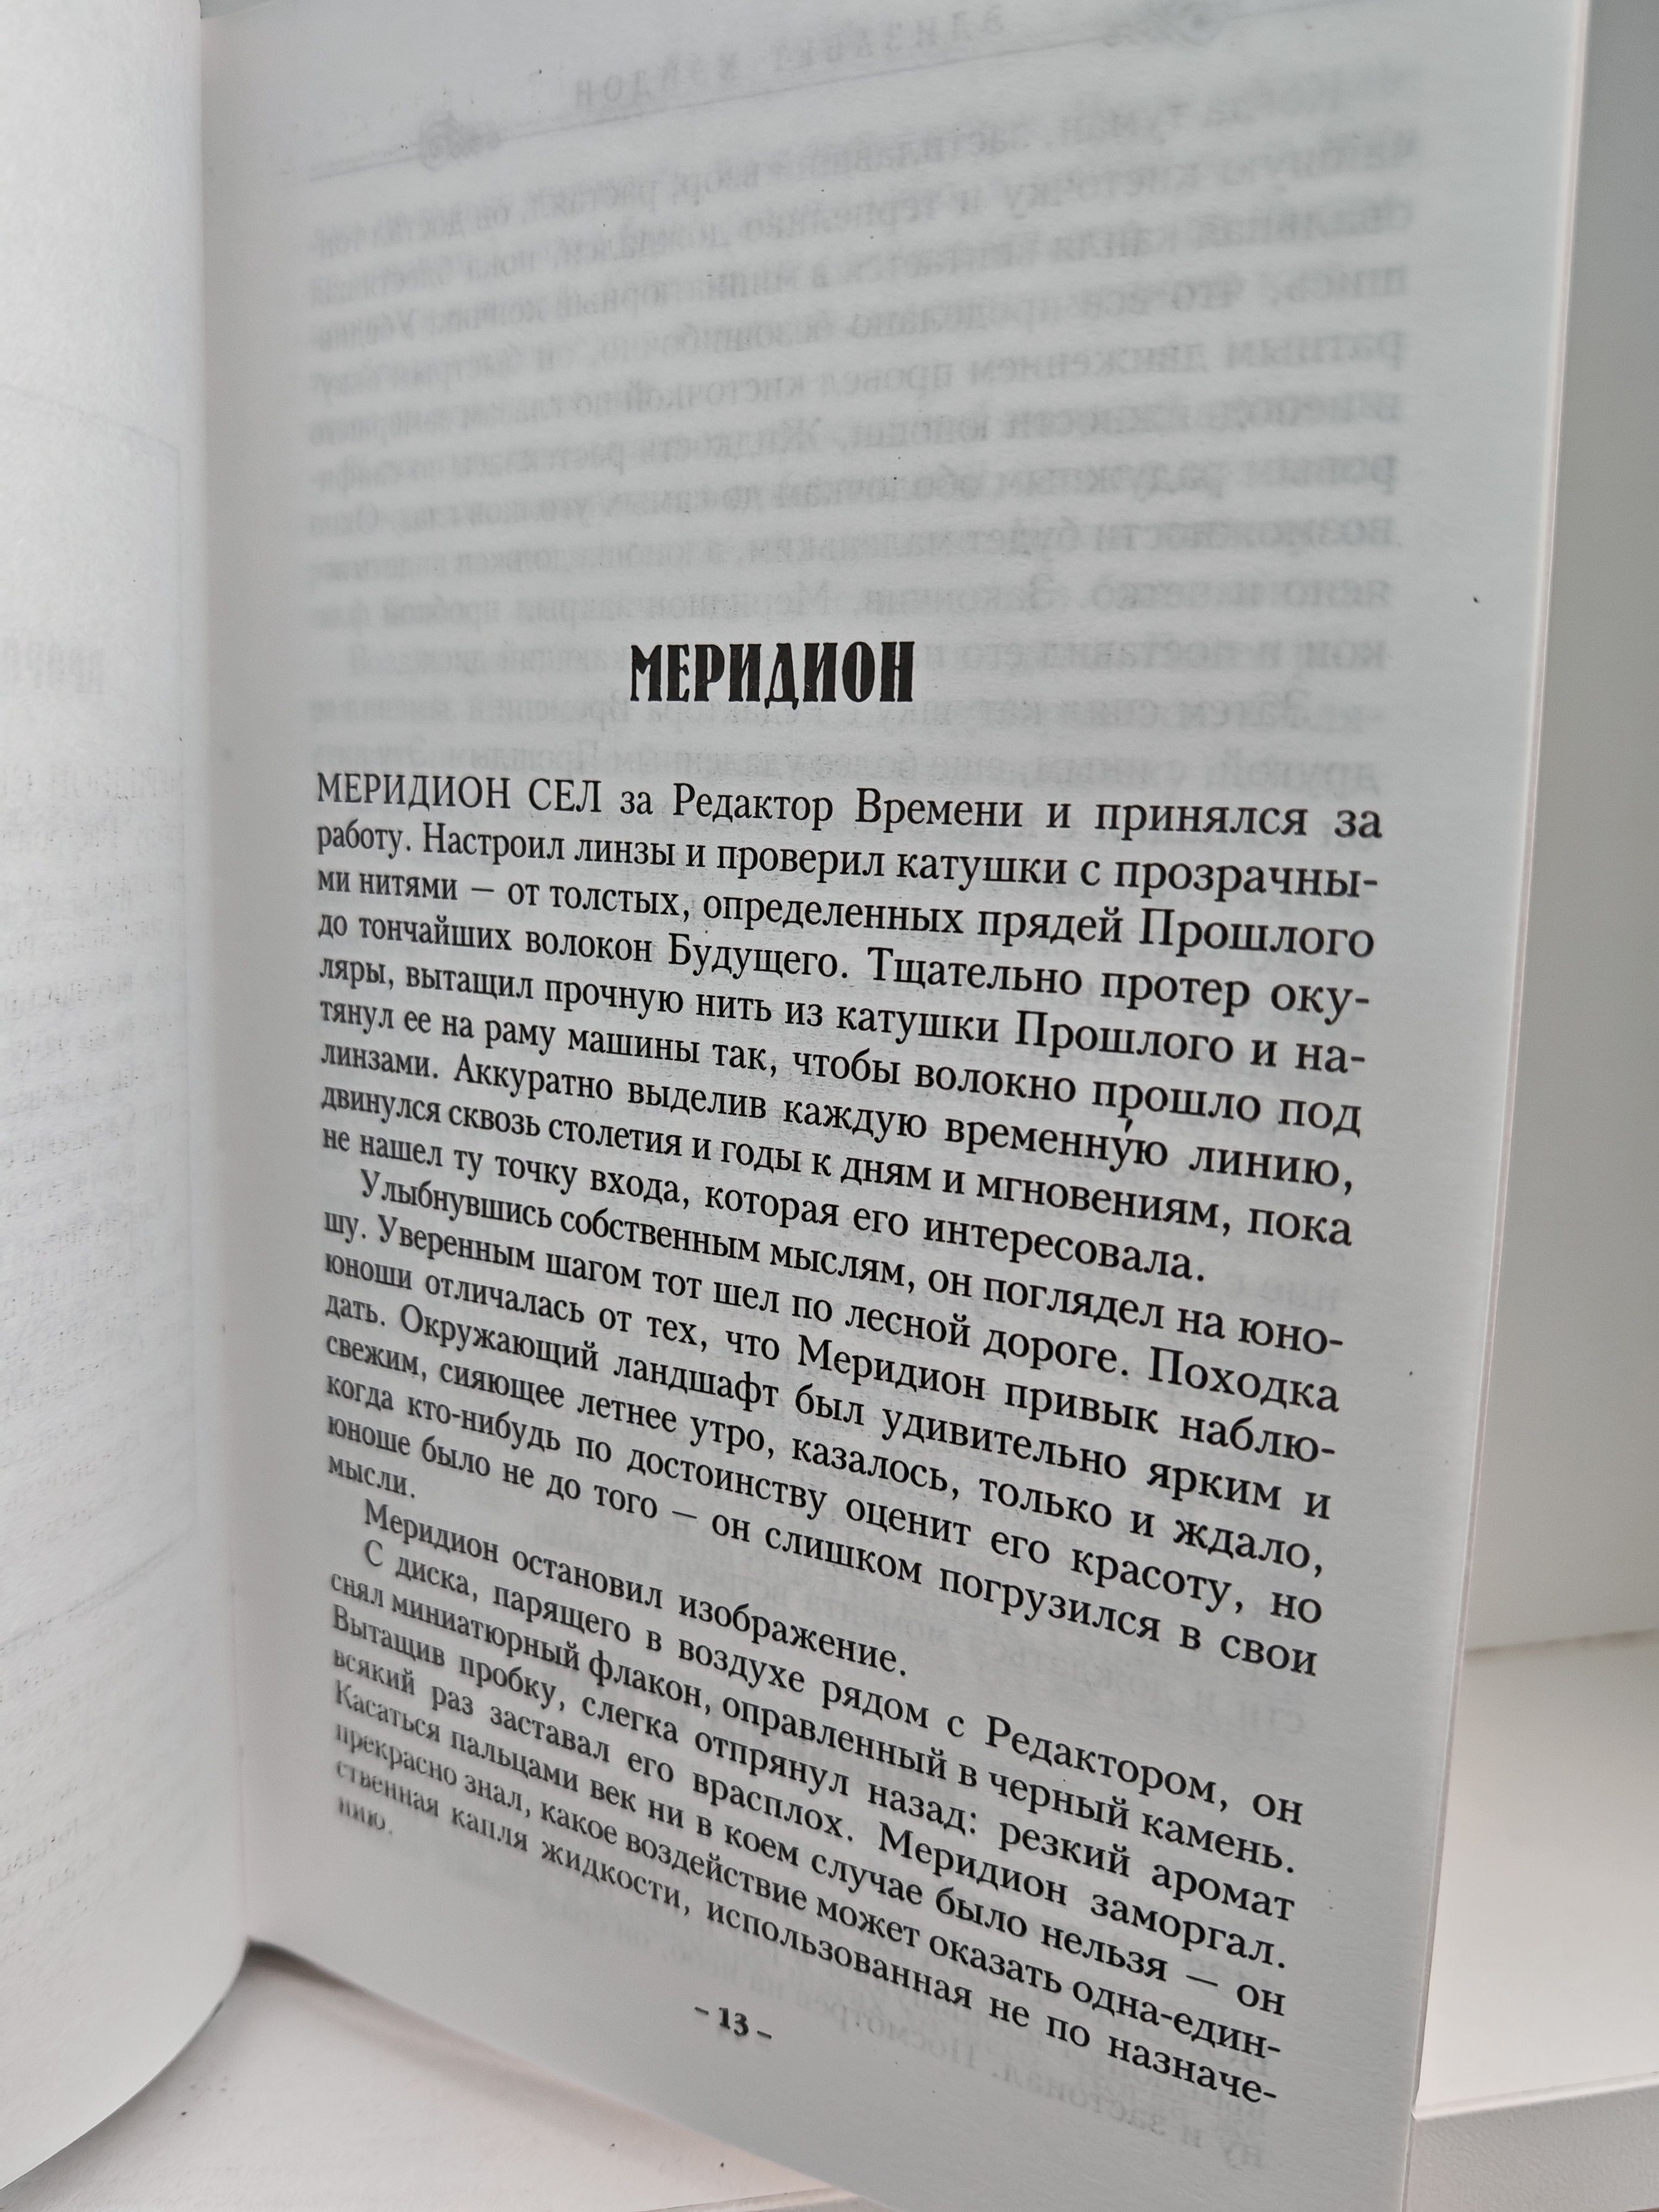 МЕРИДИОН
МЕРИДИОН СЕЛ за Редактор Времени и принялся за
работу. Настроил линзы и проверил катушки с прозрачны-
ми нитями — от толстых, определенных прядей Прошлого
до тончайших волокон Будущего. Тщательно протер оку-
ляры, вытащил прочную нить из катушки Прошлого и на-
тянул ее на раму машины так, чтобы волокно прошло под
линзами. Аккуратно выделив каждую временну́ю линию,
двинулся сквозь столетия и годы к дням и мгновениям, пока
не нашел ту точку входа, которая его интересовала.
Улыбнувшись собственным мыслям, он поглядел на юно-
шу. Уверенным шагом тот шел по лесной дороге. Походка
юноши отличалась от тех, что Меридион привык наблю-
дать. Окружающий ландшафт был удивительно ярким и
свежим, сияющее летнее утро, казалось, только и ждало,
когда кто-нибудь по достоинству оценит его красоту, но
юноше было не до того — он слишком погрузился в свои
мысли.
Меридион остановил изображение.
С диска, парящего в воздухе рядом с Редактором, он
снял миниатюрный флакон, оправленный в черный камень.
Вытащив пробку, слегка отпрянул назад: резкий аромат
всякий раз заставал его врасплох. Меридион заморгал.
Касаться пальцами век ни в коем случае было нельзя — он
прекрасно знал, какое воздействие может оказать одна-един-
ственная капля жидкости, использованная не по назначе-
нию.
– 13 –